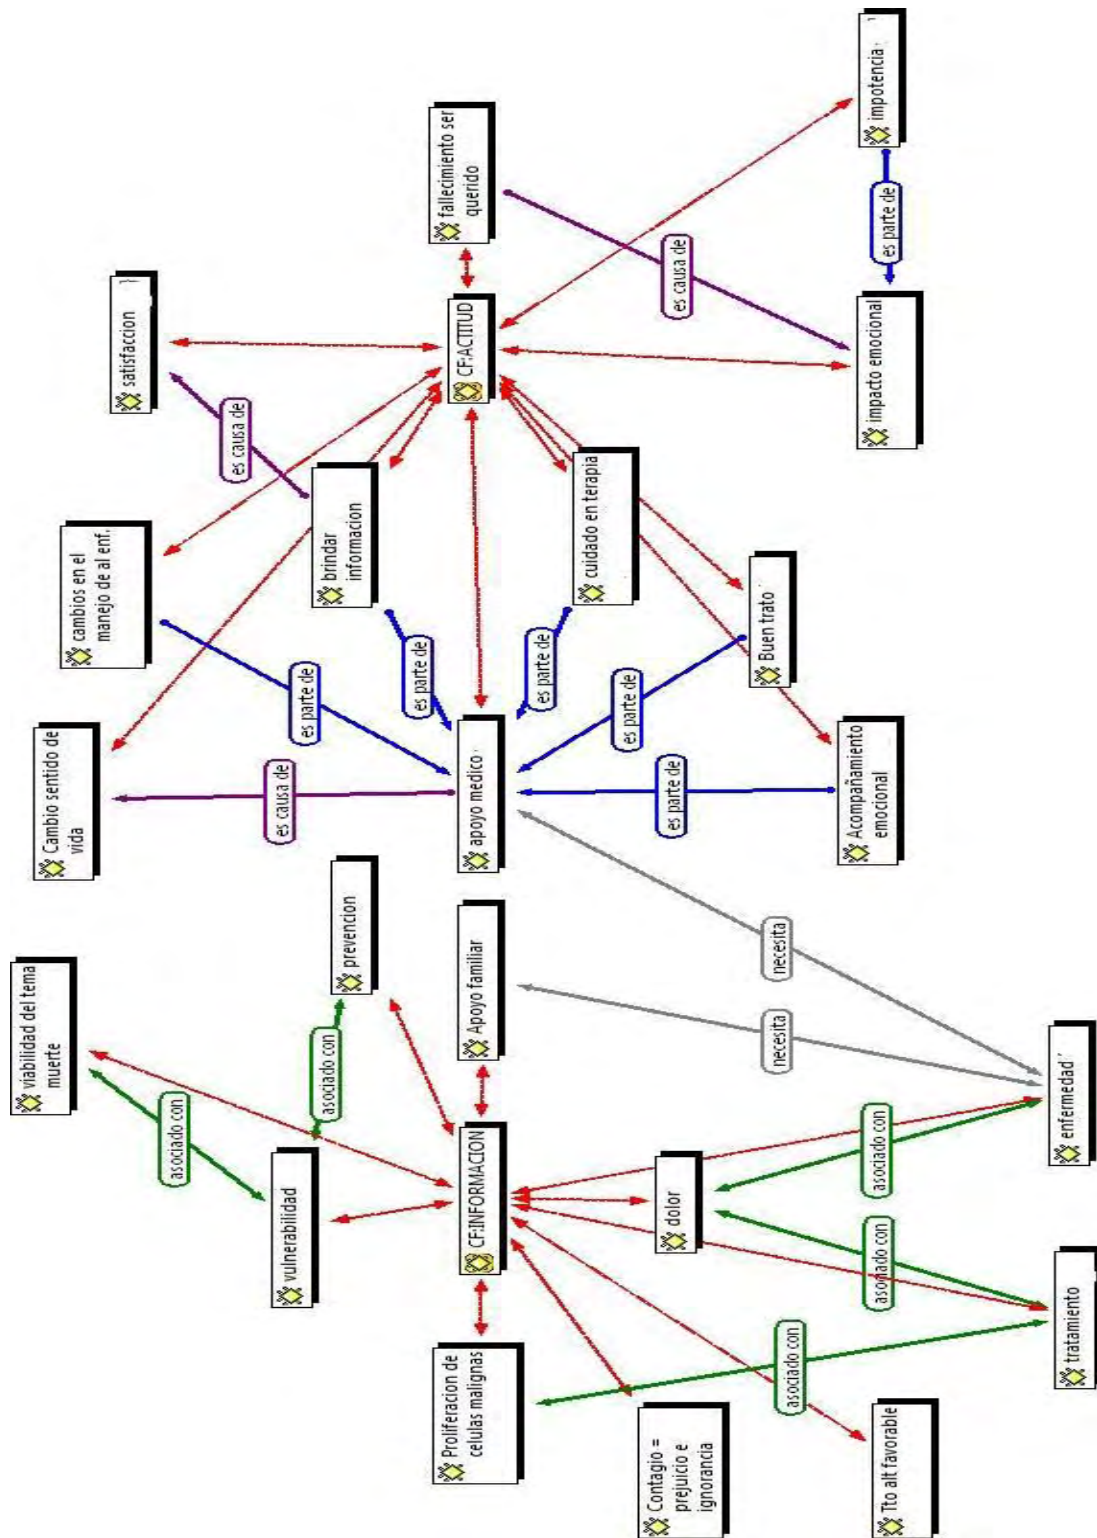 viabilidad del tema
muerte
Cambio sentido de
vida
cambios en el
manejo de al enf.
satisfaccion
asociado con
es causa de
es causa de
vulnerabilidad
asociado con
prevencion
es parte de
brindar
informacion
es parte de
Proliferacion de
celulas malignas
CF:INFORMACION
Apoyo familiar
apoyo medico
CF:ACTITUD
fallecimiento ser
querido
es parte de
cuidado en terapia
Contagio =
prejuicio e
ignorancia
dolor
es parte de
es causa de
asociado con
necesita
necesita
es parte de
Buen trato
Tto alt favorable
asociado con
asociado con
Acompañamiento
emocional
impacto emocional
es parte de
impotencia
tratamiento
enfermedad